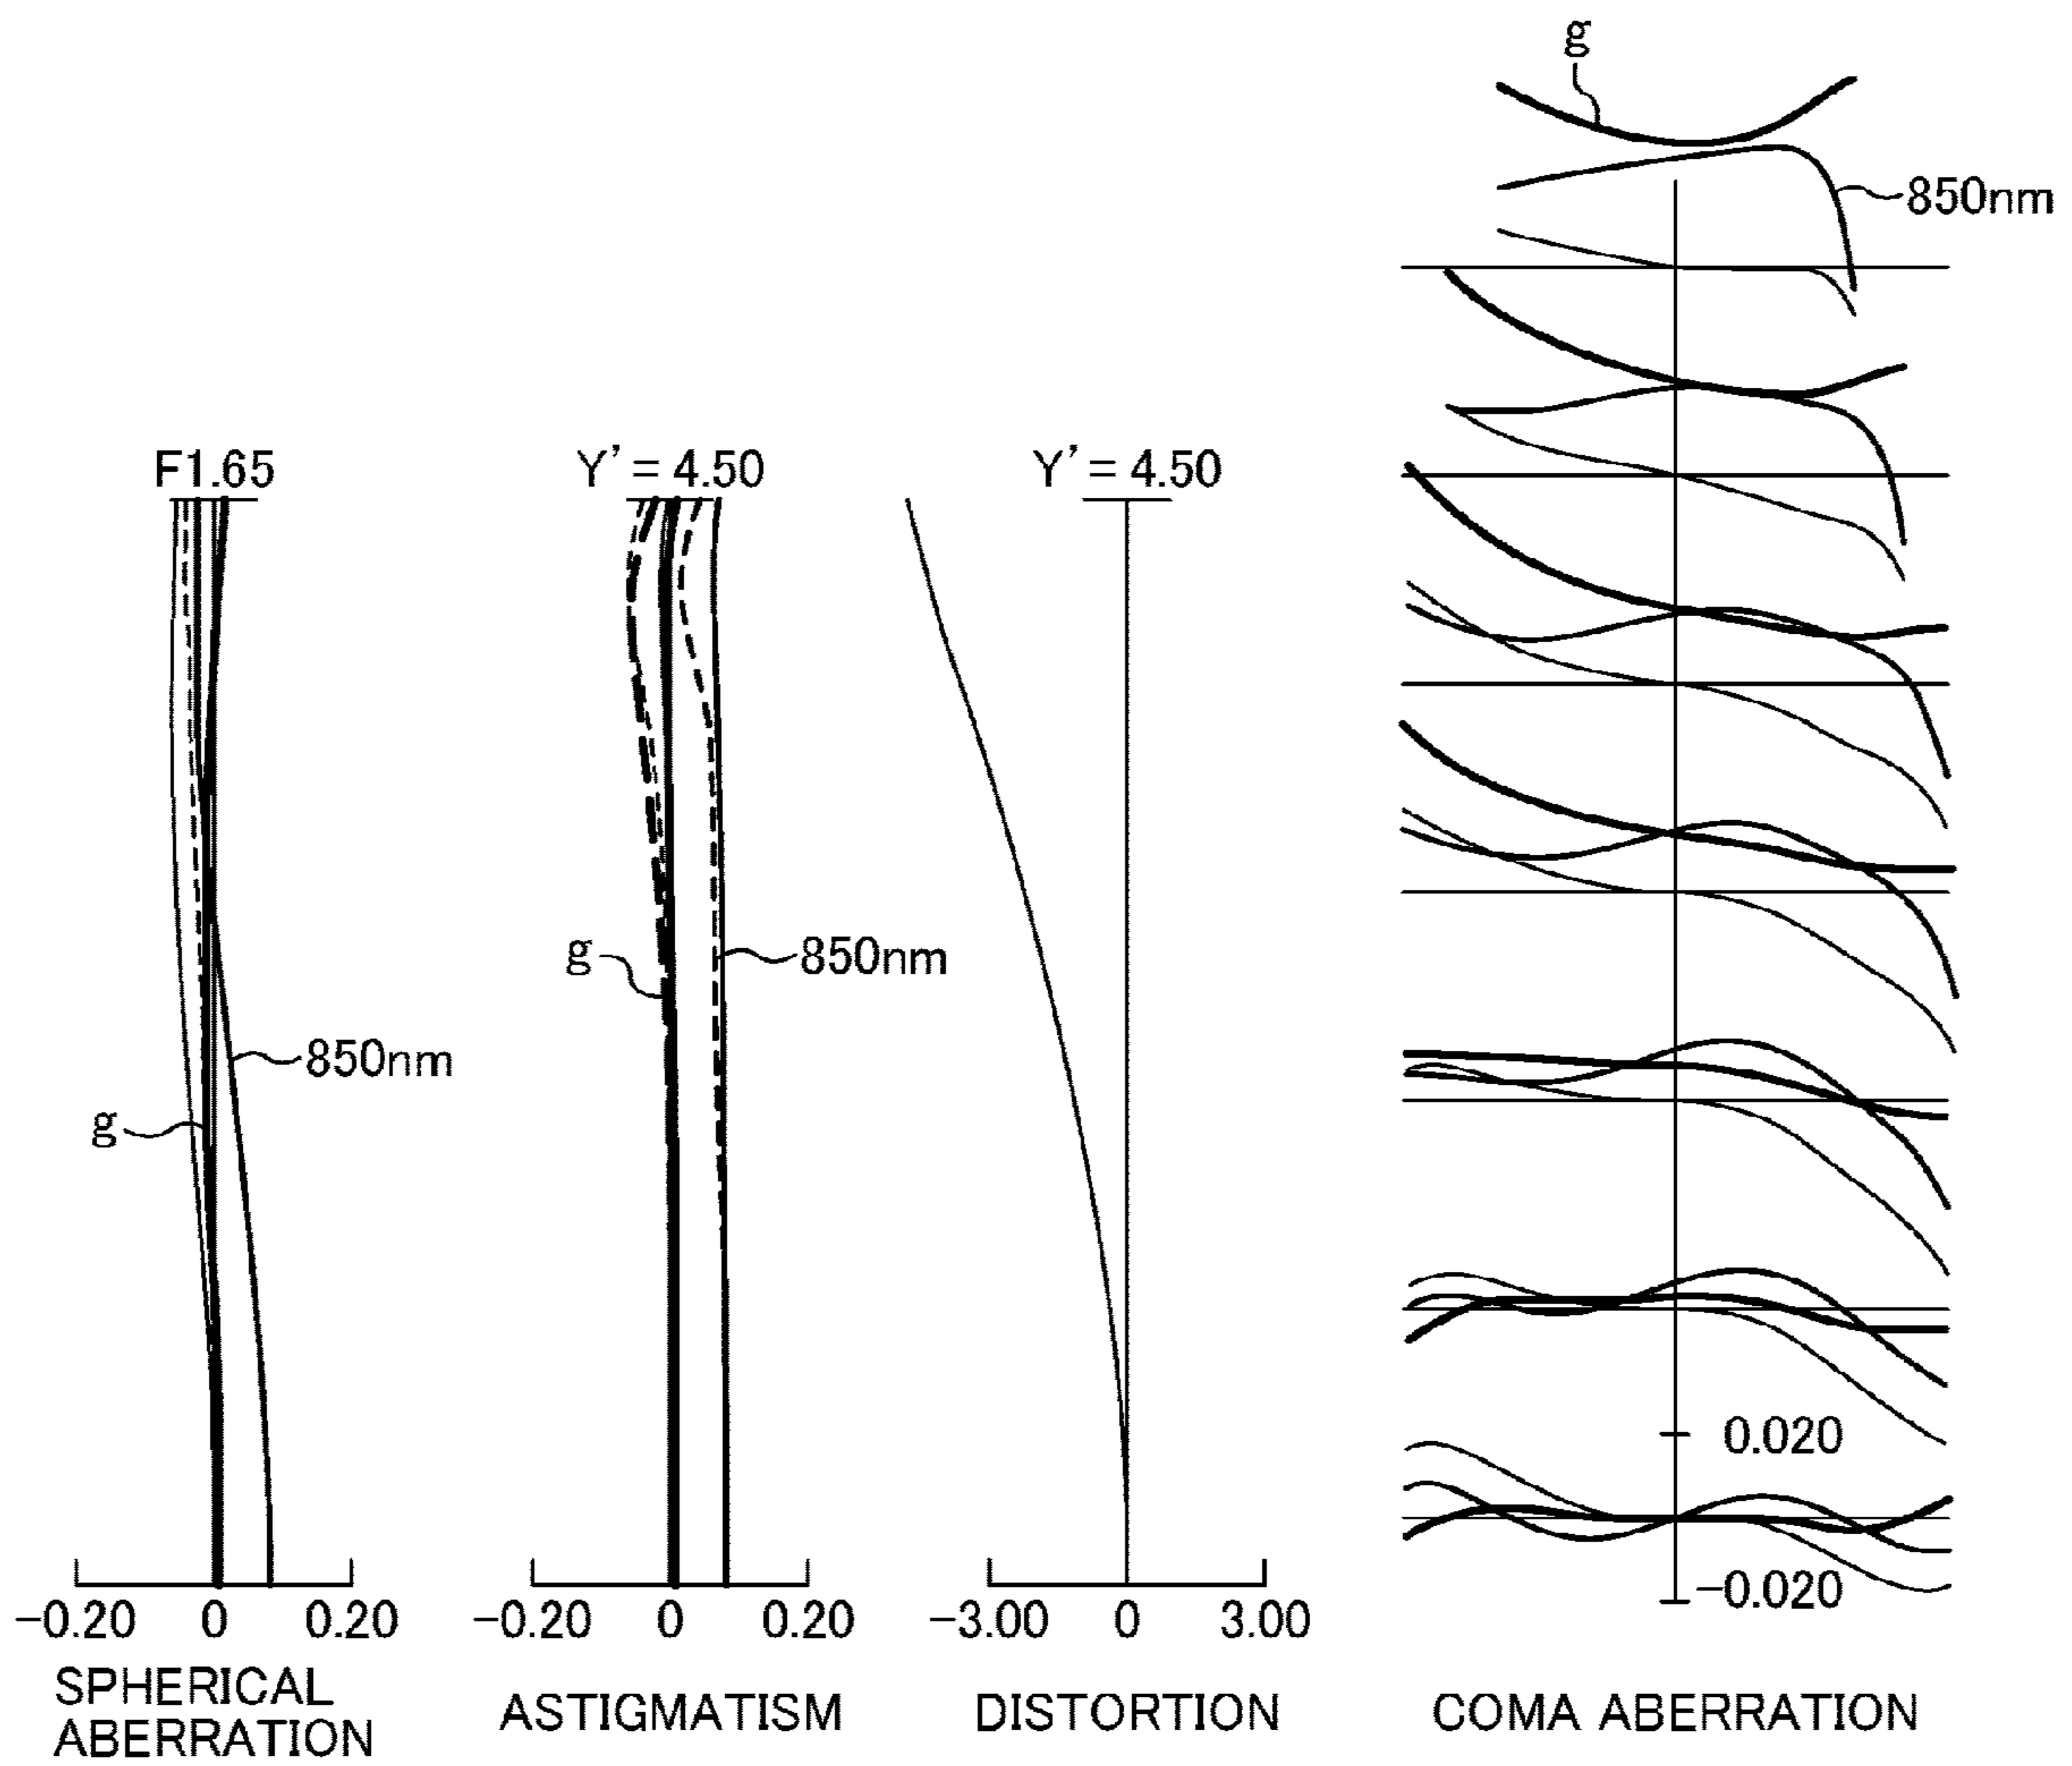 g
850nm
F1.65
Y' = 4.50
Y' = 4.50
g
850nm
850nm
g
0.020
-0.020
-0.20 0 0.20
-0.20 0 0.20
-3.00 0 3.00
SPHERICAL
ABERRATION
ASTIGMATISM
DISTORTION
COMA ABERRATION